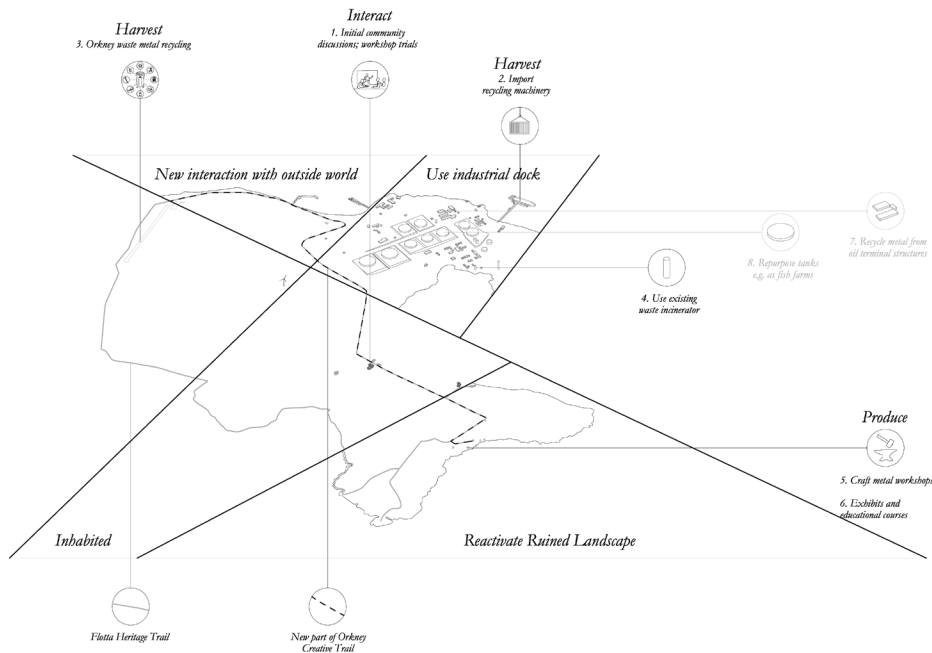 Interact
1. Initial community
discussions; workshop trials
Harvest
3. Orkney waste metal recycling
Harvest
2. Import
recycling machinery
New interaction with outside world
Use industrial dock
7. Recycle metal from
oil terminal structures
8. Repurpose tanks
e.g. as fish farms
4. Use existing
waste incinerator
Produce
5. Craft metal workshops
6. Exhibits and
educational courses
Inhabited
Reactivate Ruined Landscape
Flotta Heritage Trail
New part of Orkney
Creative Trail